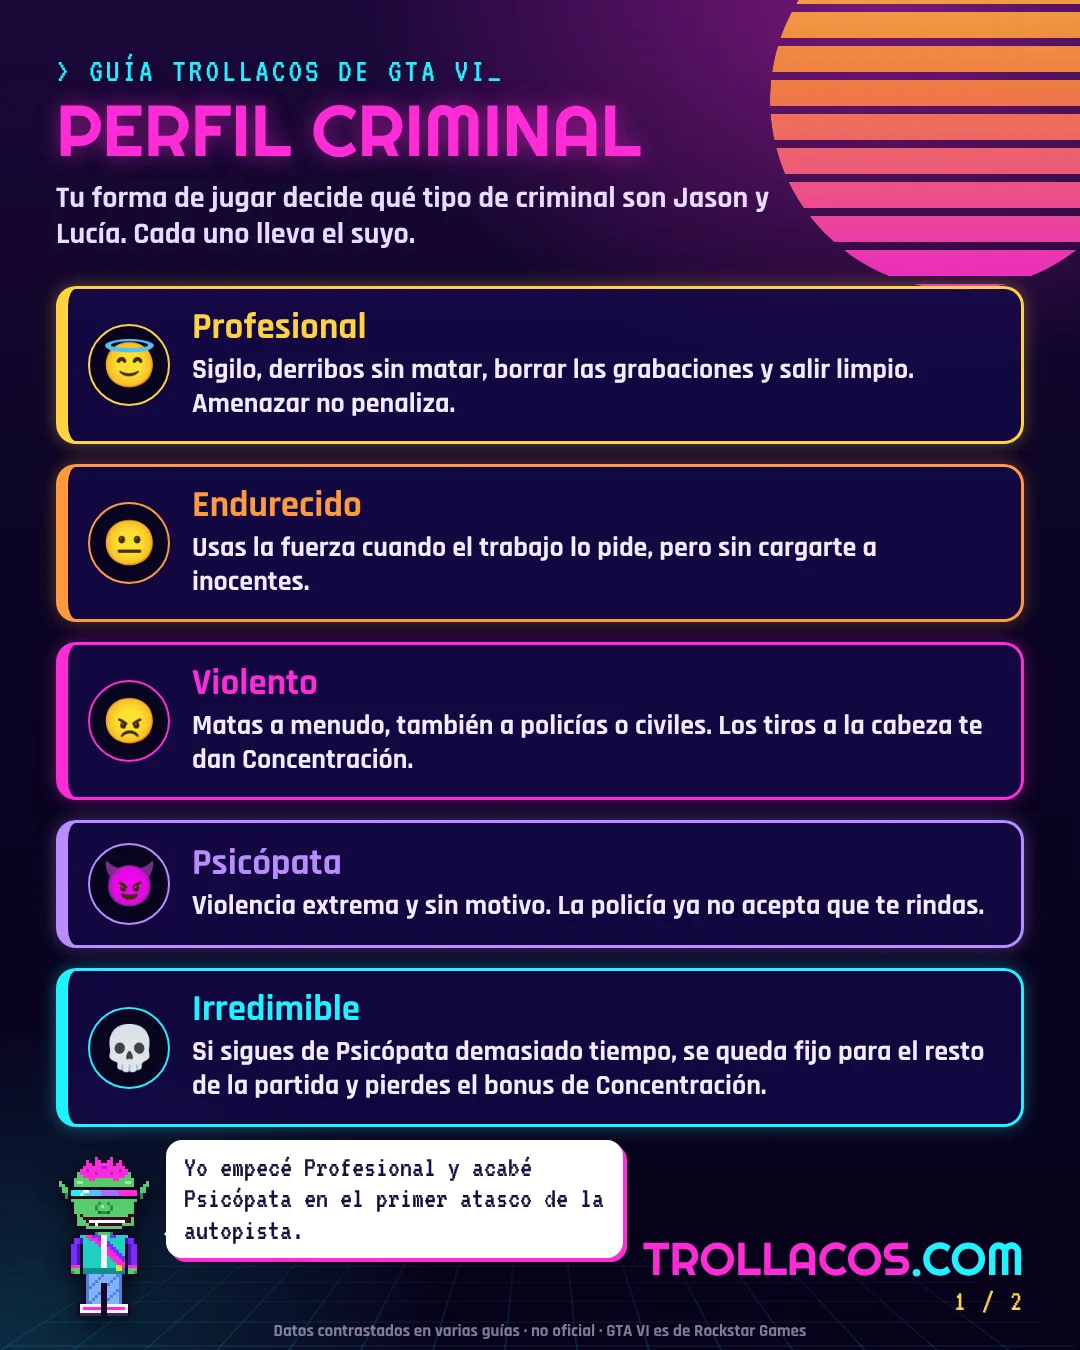 › GUÍA TROLLACOS DE GTA VI_
PERFIL CRIMINAL
Tu forma de jugar decide qué tipo de criminal son Jason y
Lucía. Cada uno lleva el suyo.
Profesional
Sigilo, derribos sin matar, borrar las grabaciones y salir limpio.
Amenazar no penaliza.
Endurecido
Usas la fuerza cuando el trabajo lo pide, pero sin cargarte a
inocentes.
Violento
Matas a menudo, también a policías o civiles. Los tiros a la cabeza te
dan Concentración.
Psicópata
Violencia extrema y sin motivo. La policía ya no acepta que te rindas.
Irredimible
Si sigues de Psicópata demasiado tiempo, se queda fijo para el resto
de la partida y pierdes el bonus de Concentración.
Yo empecé Profesional y acabé
Psicópata en el primer atasco de la
autopista.
TROLLACOS.COM
1 / 2
Datos contrastados en varias guías · no oficial · GTA VI es de Rockstar Games